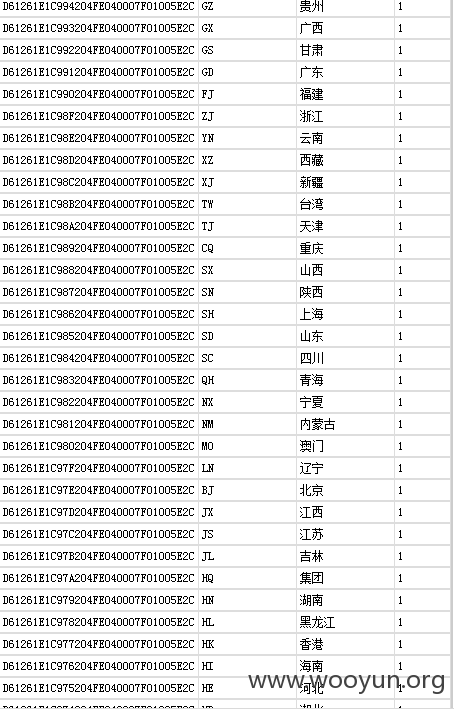 D61261E1C994204FE040007F01005E2C GZ 贵州 1
D61261E1C993204FE040007F01005E2C GX 广西 1
D61261E1C992204FE040007F01005E2C GS 甘肃 1
D61261E1C991204FE040007F01005E2C GD 广东 1
D61261E1C990204FE040007F01005E2C FJ 福建 1
D61261E1C98F204FE040007F01005E2C ZJ 浙江 1
D61261E1C98E204FE040007F01005E2C YN 云南 1
D61261E1C98D204FE040007F01005E2C XZ 西藏 1
D61261E1C98C204FE040007F01005E2C XJ 新疆 1
D61261E1C98B204FE040007F01005E2C TW 台湾 1
D61261E1C98A204FE040007F01005E2C TJ 天津 1
D61261E1C989204FE040007F01005E2C CQ 重庆 1
D61261E1C988204FE040007F01005E2C SX 山西 1
D61261E1C987204FE040007F01005E2C SN 陕西 1
D61261E1C986204FE040007F01005E2C SH 上海 1
D61261E1C985204FE040007F01005E2C SD 山东 1
D61261E1C984204FE040007F01005E2C SC 四川 1
D61261E1C983204FE040007F01005E2C QH 青海 1
D61261E1C982204FE040007F01005E2C NX 宁夏 1
D61261E1C981204FE040007F01005E2C NM 内蒙古 1
D61261E1C980204FE040007F01005E2C MO 澳门 1
D61261E1C97F204FE040007F01005E2C LN 辽宁 1
D61261E1C97E204FE040007F01005E2C BJ 北京 1
D61261E1C97D204FE040007F01005E2C JX 江西 1
D61261E1C97C204FE040007F01005E2C JS 江苏 1
D61261E1C97B204FE040007F01005E2C JL 吉林 1
D61261E1C97A204FE040007F01005E2C HQ 集团 1
D61261E1C979204FE040007F01005E2C HN 湖南 1
D61261E1C978204FE040007F01005E2C HL 黑龙江 1
D61261E1C977204FE040007F01005E2C HK 香港 1
D61261E1C976204FE040007F01005E2C HI 海南 1
D61261E1C975204FE040007F01005E2C HE 河北 1
www.wooyun.org